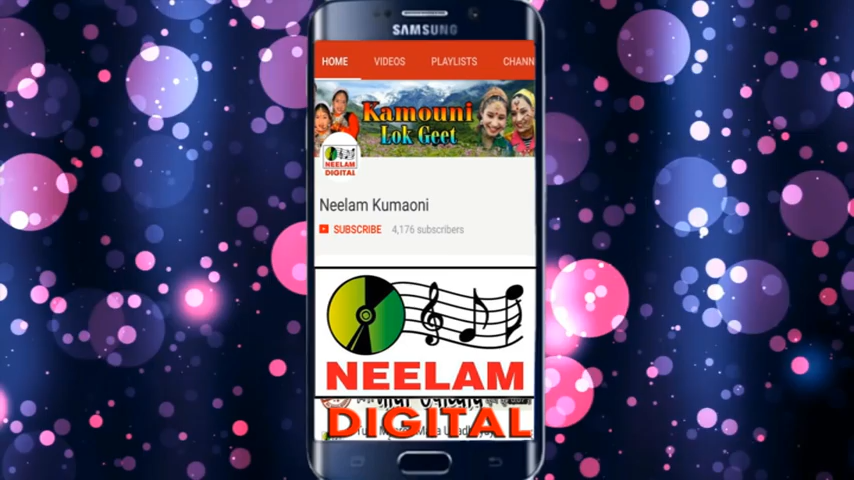 SAMSUNG
HOME VIDEOS PLAYLISTS CHANN
Kamouni
Lok Geet
NEELAM
DIGITAL
Neelam Kumaoni
SUBSCRIBE 4,176 subscribers
NEELAM
DIGITAL